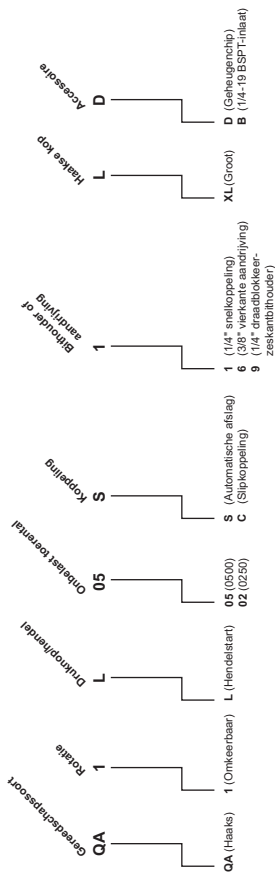 Gereedschapssoort
QA
QA (Haaks)
Rotatie
1
1 (Omkeerbaar)
Drukknop/hendel
L
L (Hendelstart)
Onbelast toerental
05
05 (0500)
02 (0250)
Koppeling
S
S (Automatische afslag)
C (Slipkoppeling)
Bithouder of
aandrijving
1
1 (1/4" snelkoppeling)
6 (3/8" vierkante aandrijving)
9 (1/4" draadblokkeer-
zeskantbithouder)
Haakse kop
L
XL (Groot)
Accessoire
D
D (Geheugenchip)
B (1/4-19 BSPT-inlaat)